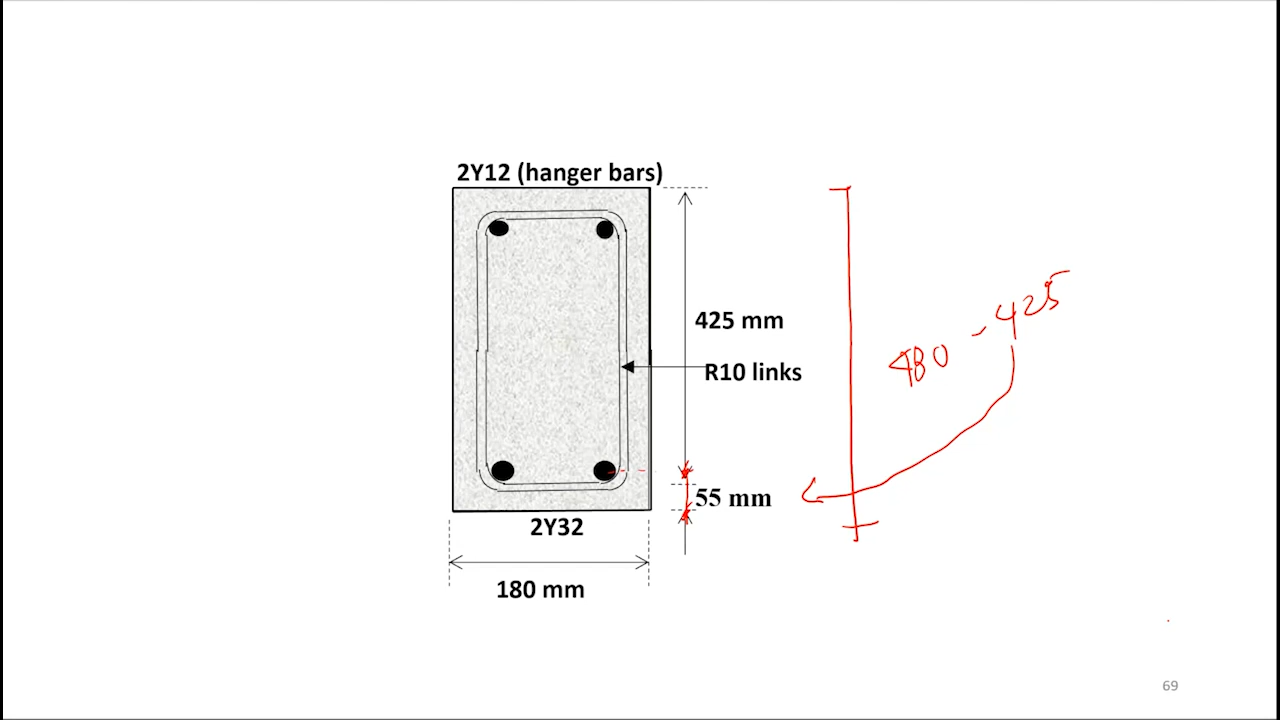 2Y12 (hanger bars)
425 mm
480 - 425
R10 links
55 mm
2Y32
180 mm
69